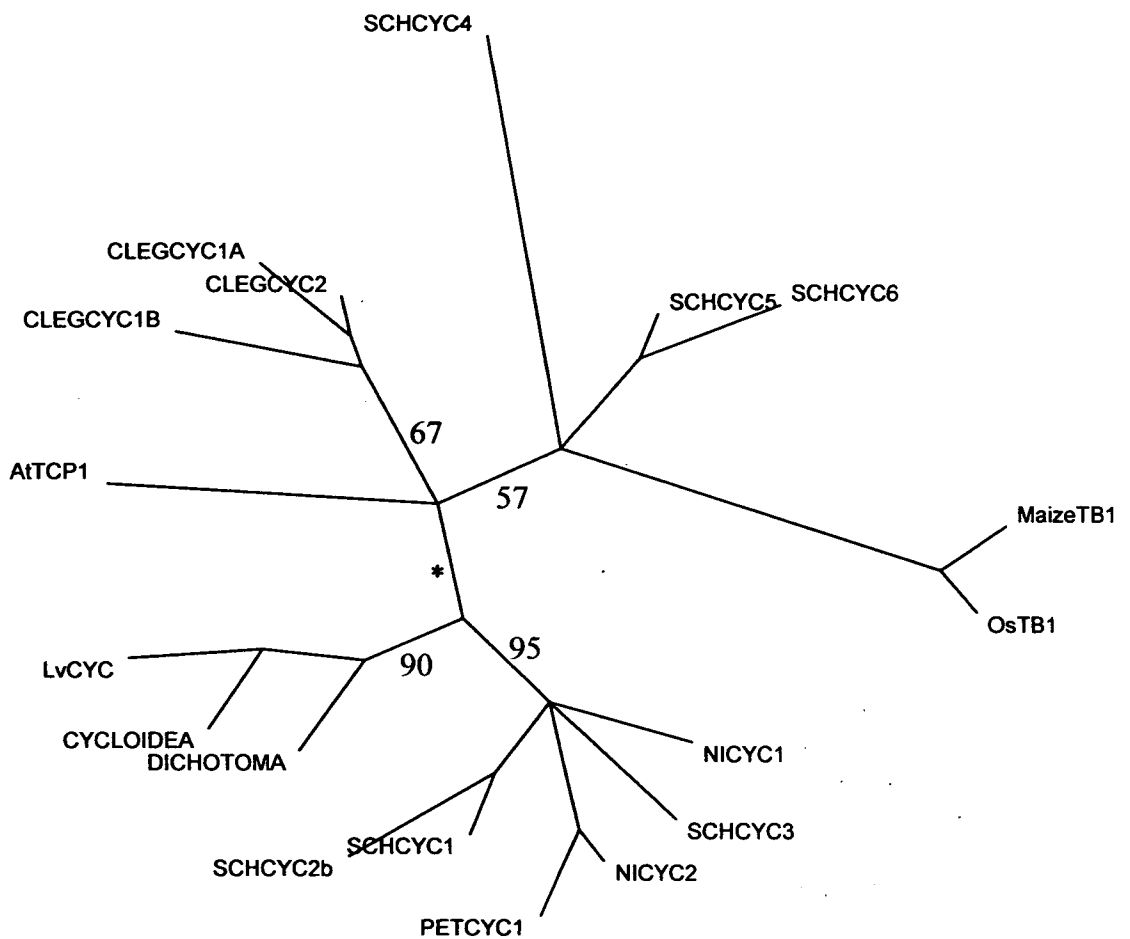 SCHCYC4
CLEGCYC1A
CLEGCYC2
SCHCYC5
SCHCYC6
CLEGCYC1B
67
AtTCP1
57
MaizeTB1
*
OsTB1
LvCYC
90
95
CYCLOIDEA
DICHOTOMA
NICYC1
SCHCYC3
SCHCYC1
SCHCYC2b
NICYC2
PETCYC1